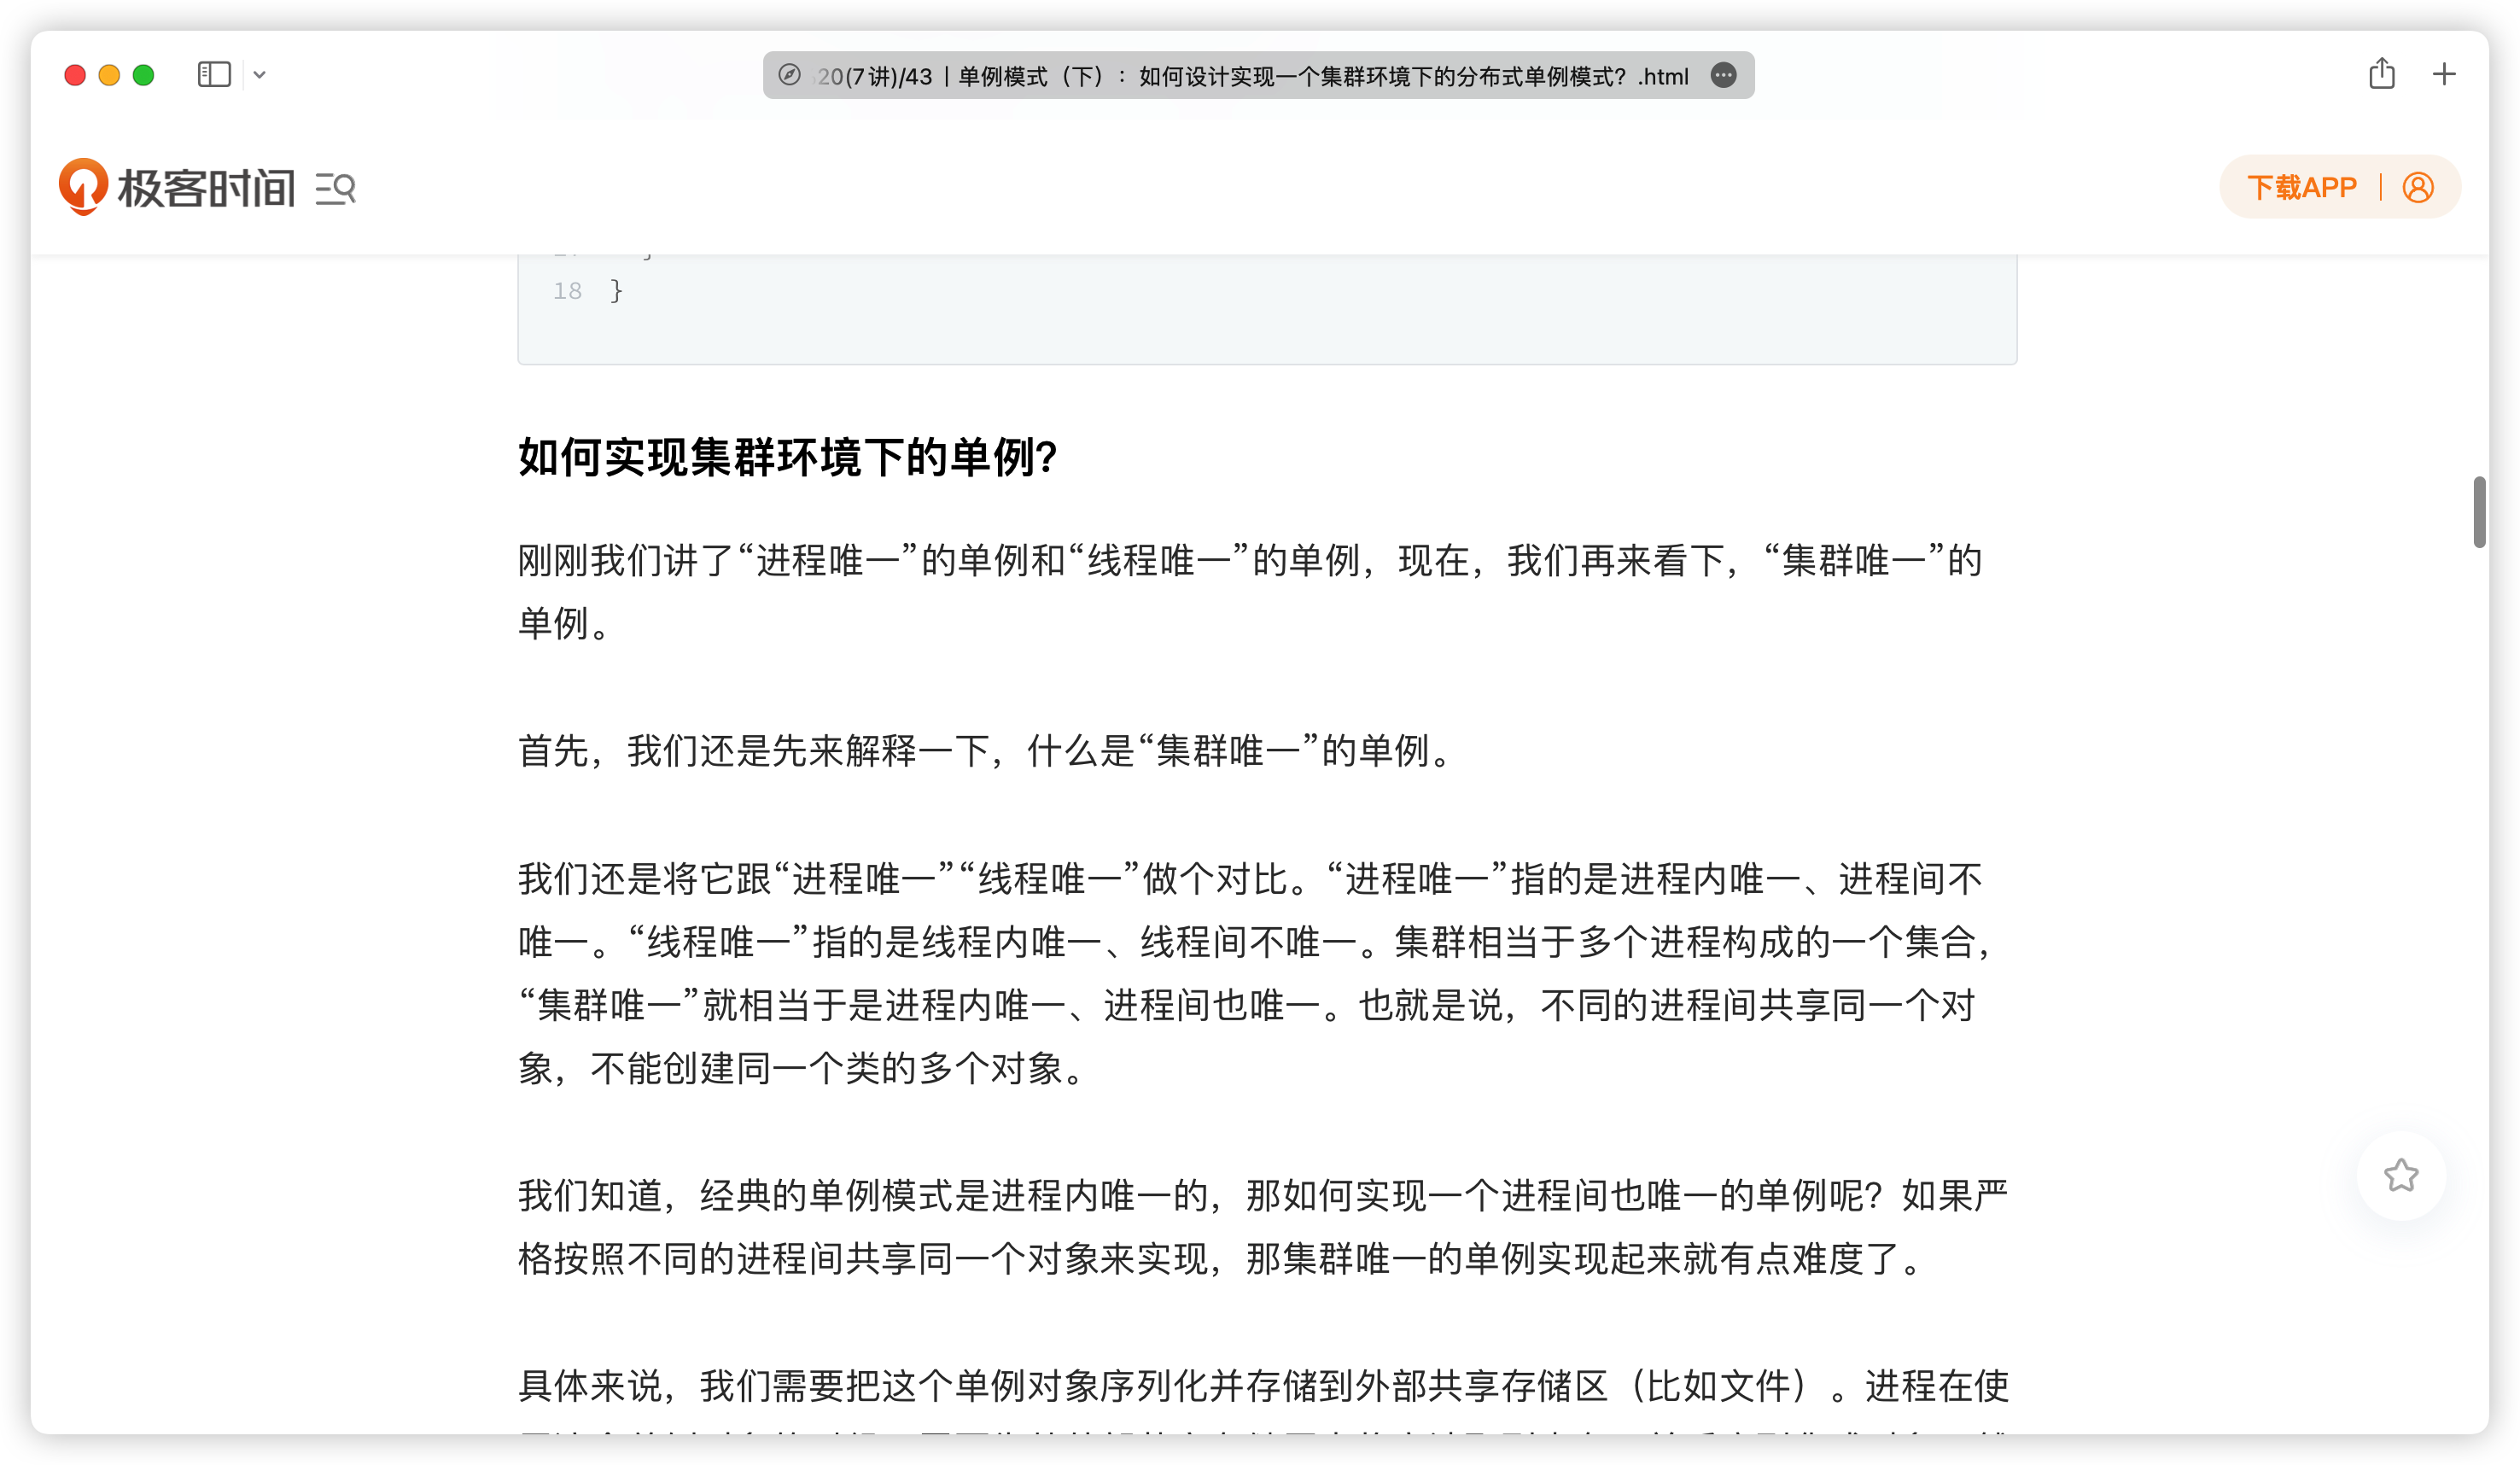 20(7讲)/43｜单例模式（下）：如何设计实现一个集群环境下的分布式单例模式？.html
极客时间
下载APP
18 }
如何实现集群环境下的单例？
刚刚我们讲了“进程唯一”的单例和“线程唯一”的单例，现在，我们再来看下，“集群唯一”的
单例。
首先，我们还是先来解释一下，什么是“集群唯一”的单例。
我们还是将它跟“进程唯一”“线程唯一”做个对比。“进程唯一”指的是进程内唯一、进程间不
唯一。“线程唯一”指的是线程内唯一、线程间不唯一。集群相当于多个进程构成的一个集合，
“集群唯一”就相当于是进程内唯一、进程间也唯一。也就是说，不同的进程间共享同一个对
象，不能创建同一个类的多个对象。
我们知道，经典的单例模式是进程内唯一的，那如何实现一个进程间也唯一的单例呢？如果严
格按照不同的进程间共享同一个对象来实现，那集群唯一的单例实现起来就有点难度了。
具体来说，我们需要把这个单例对象序列化并存储到外部共享存储区（比如文件）。进程在使